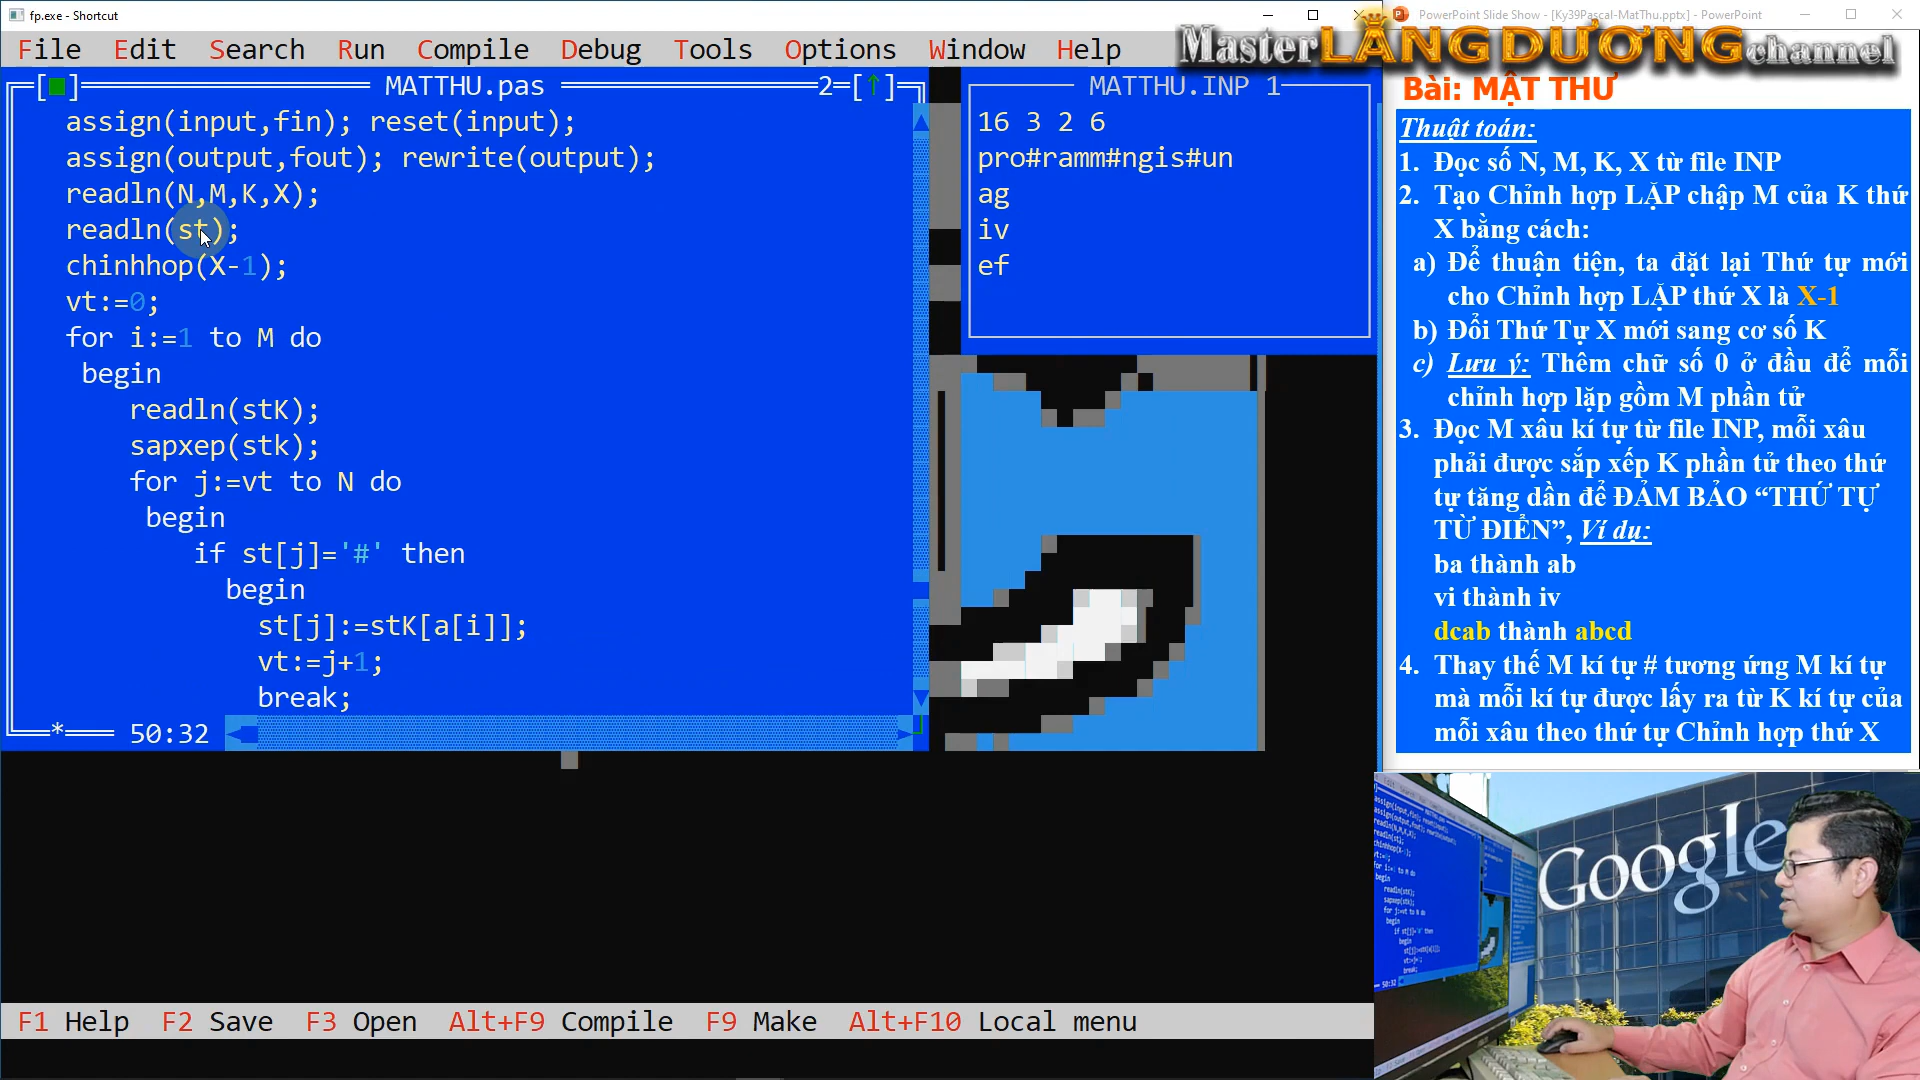 fp.exe - Shortcut
File Edit Search Run Compile Debug Tools Options Window Help
MATTHU.pas 2
assign(input,fin); reset(input);
assign(output,fout); rewrite(output);
readln(N,M,K,X);
readln(st);
chinhhop(X-1);
vt:=0;
for i:=1 to M do
begin
readln(stK);
sapxep(stk);
for j:=vt to N do
begin
if st[j]='#' then
begin
st[j]:=stK[a[i]];
vt:=j+1;
break;
50:32
MATTHU.INP 1
16 3 2 6
pro#ramm#ngis#un
ag
iv
ef
F1 Help F2 Save F3 Open Alt+F9 Compile F9 Make Alt+F10 Local menu
PowerPoint Slide Show - [Ky39Pascal-MatThu.pptx] - PowerPoint
Master LĂNG DƯƠNG channel
Bài: MẬT THƯ
Thuật toán:
1. Đọc số N, M, K, X từ file INP
2. Tạo Chỉnh hợp LẶP chập M của K thứ
X bằng cách:
a) Để thuận tiện, ta đặt lại Thứ tự mới
cho Chỉnh hợp LẶP thứ X là X-1
b) Đổi Thứ Tự X mới sang cơ số K
c) Lưu ý: Thêm chữ số 0 ở đầu để mỗi
chỉnh hợp lặp gồm M phần tử
3. Đọc M xâu kí tự từ file INP, mỗi xâu
phải được sắp xếp K phần tử theo thứ
tự tăng dần để ĐẢM BẢO “THỨ TỰ
TỪ ĐIỂN”, Ví dụ:
ba thành ab
vi thành iv
dcab thành abcd
4. Thay thế M kí tự # tương ứng M kí tự
mà mỗi kí tự được lấy ra từ K kí tự của
mỗi xâu theo thứ tự Chỉnh hợp thứ X
Google